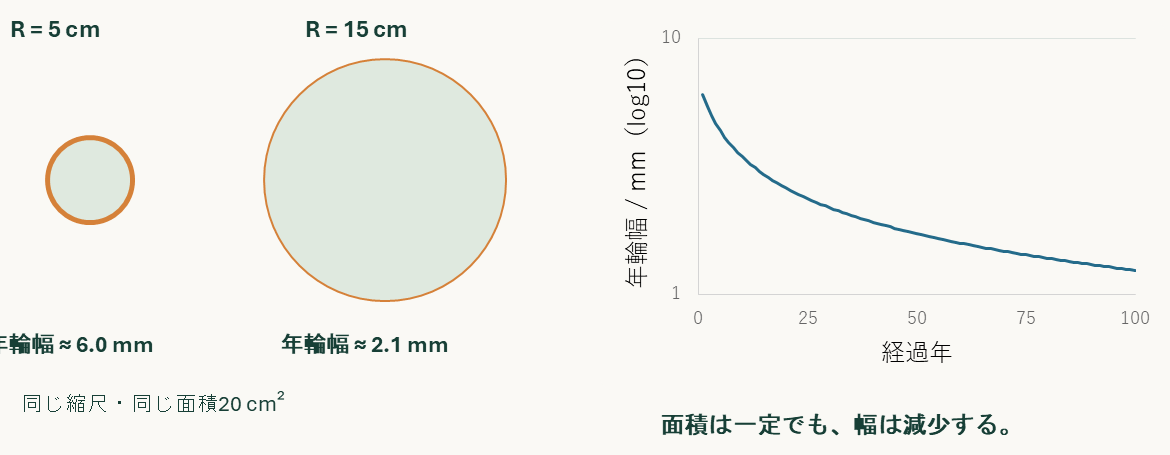 R = 5 cm
R = 15 cm
年輪幅 ≈ 6.0 mm
年輪幅 ≈ 2.1 mm
同じ縮尺・同じ面積20 cm²
年輪幅 / mm（log10）
10
1
0
25
50
75
100
経過年
面積は一定でも、幅は減少する。